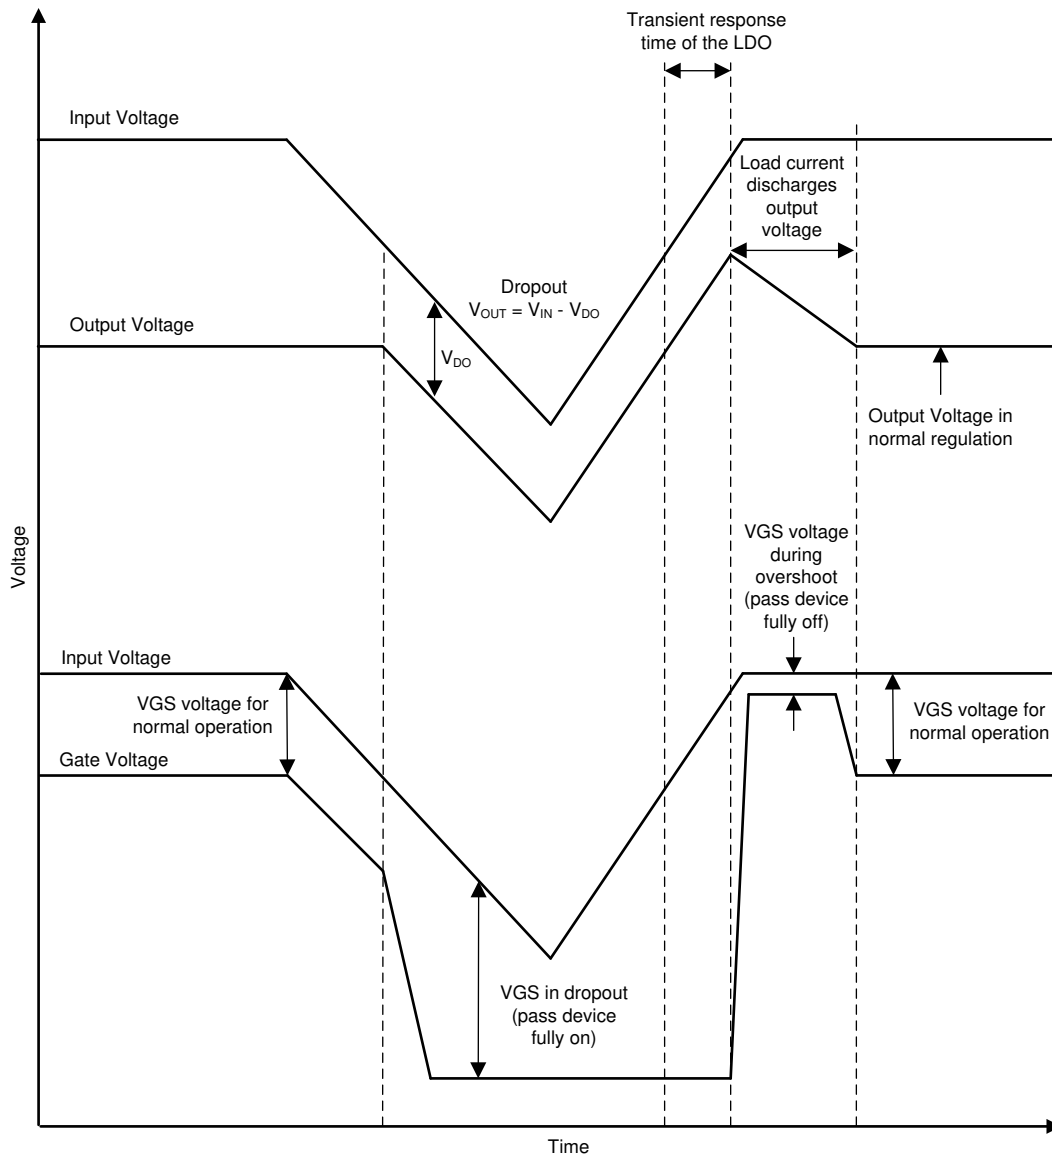 Transient response
time of the LDO
Input Voltage
Load current
discharges
output
voltage
Dropout
VOUT = VIN - VDO
Output Voltage
VDO
Output Voltage in
normal regulation
VGS voltage
during
overshoot
(pass device
fully off)
Voltage
Input Voltage
VGS voltage for
normal operation
VGS voltage for
normal operation
Gate Voltage
VGS in dropout
(pass device
fully on)
Time